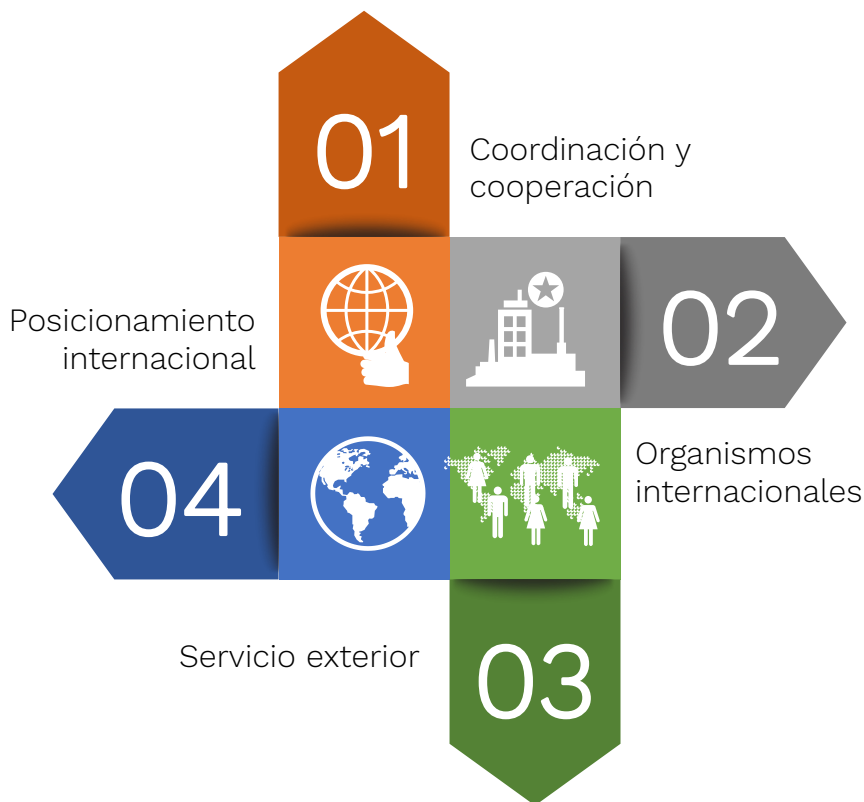 01
Coordinación y
cooperación
02
Organismos
internacionales
03
Servicio exterior
04
Posicionamiento
internacional